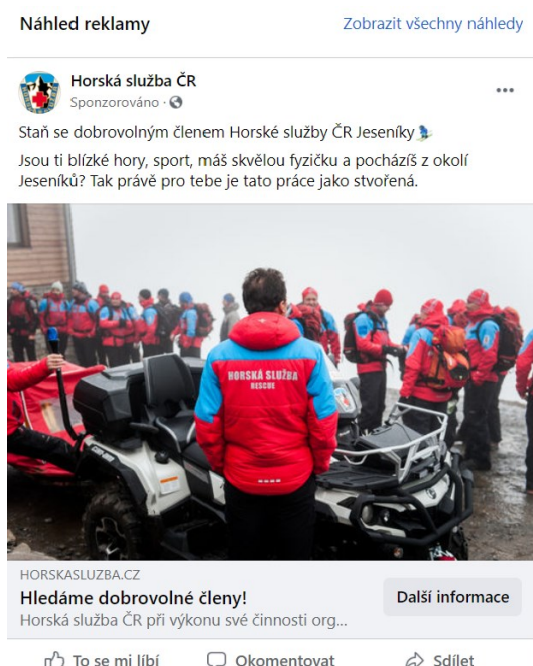 Náhled reklamy
Zobrazit všechny náhledy
Horská služba ČR
Sponzorováno ·
Staň se dobrovolným členem Horské služby ČR Jeseníky
Jsou ti blízké hory, sport, máš skvělou fyzičku a pocházíš z okolí
Jeseníků? Tak právě pro tebe je tato práce jako stvořená.
HORSKÁ SLUŽBA
RESCUE
HORSKASLUZBA.CZ
Hledáme dobrovolné členy!
Horská služba ČR při výkonu své činnosti org...
Další informace
To se mi líbí
Okomentovat
Sdílet